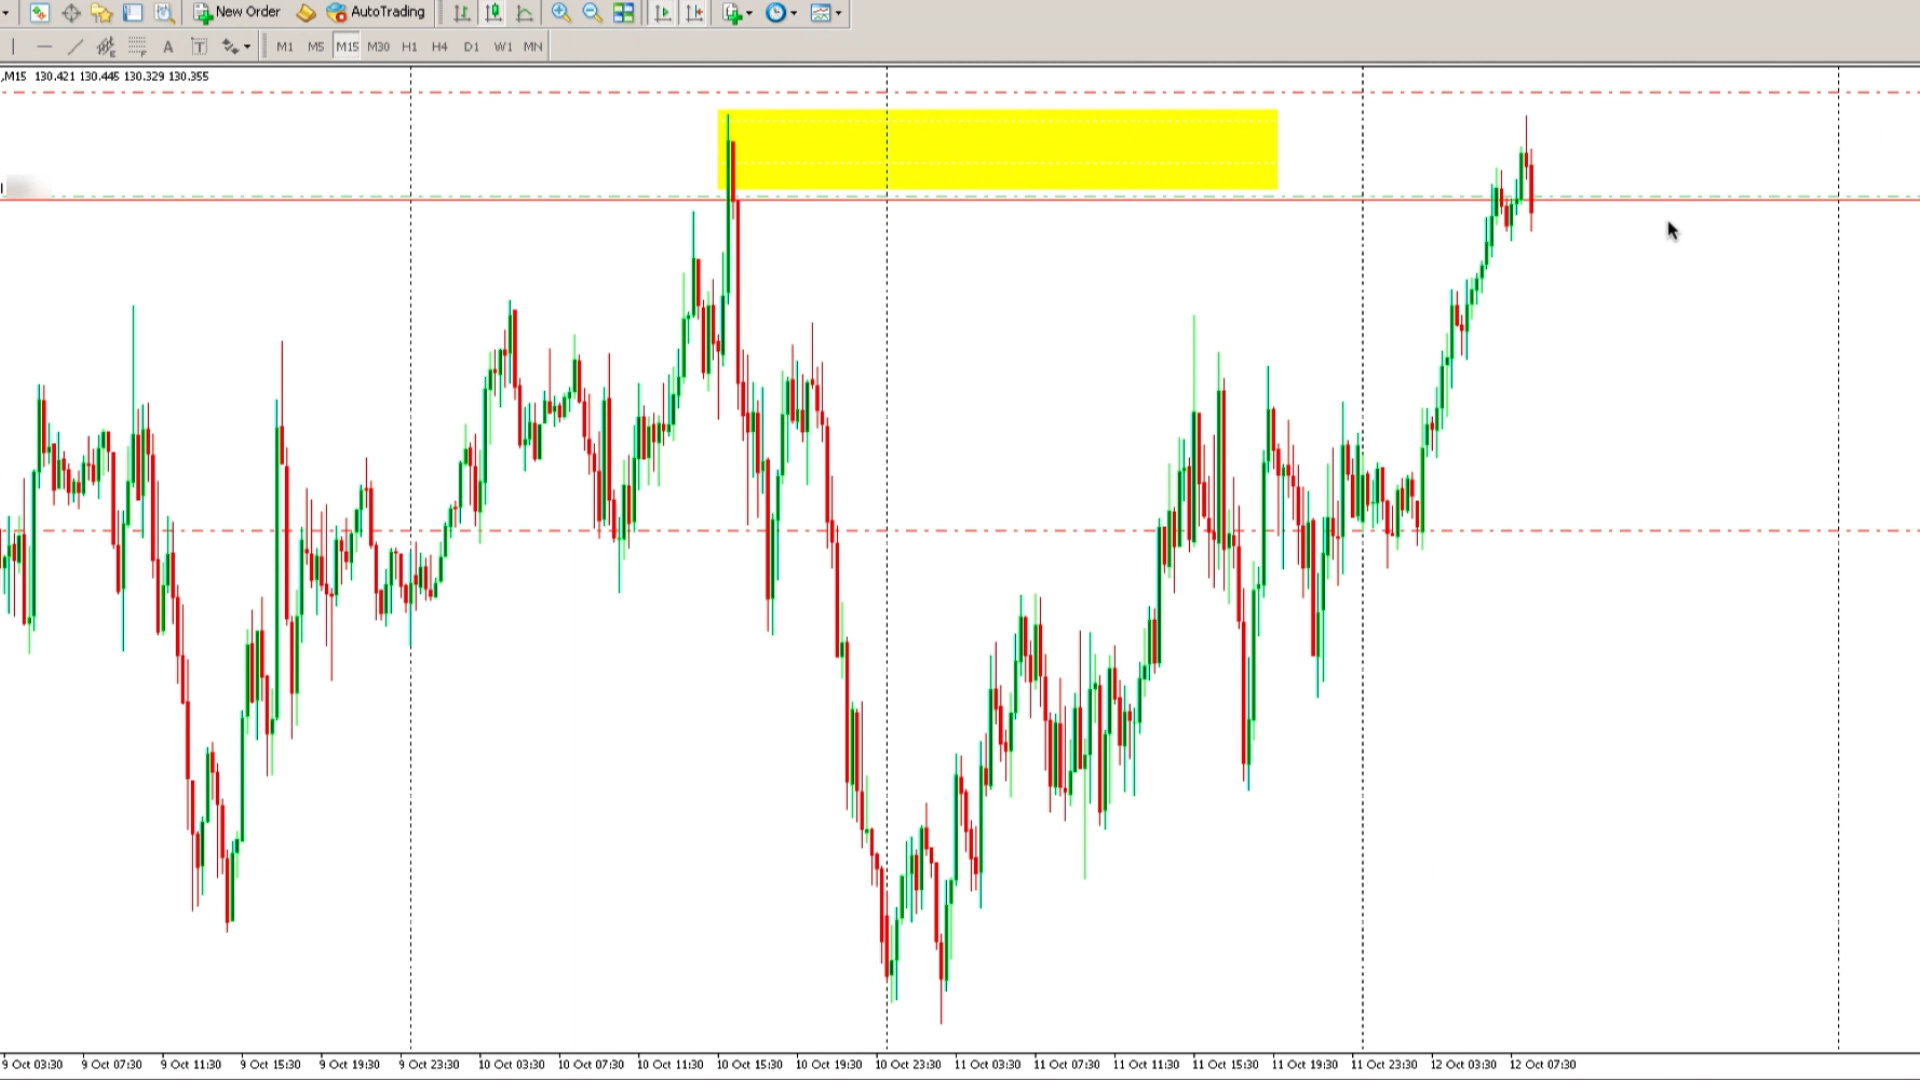 New Order AutoTrading
A T M1 M5 M15 M30 H1 H4 D1 W1 MN
,M15 130.421 130.445 130.329 130.355
9 Oct 03:30 9 Oct 07:30 9 Oct 11:30 9 Oct 15:30 9 Oct 19:30 9 Oct 23:30 10 Oct 03:30 10 Oct 07:30 10 Oct 11:30 10 Oct 15:30 10 Oct 19:30 10 Oct 23:30 11 Oct 03:30 11 Oct 07:30 11 Oct 11:30 11 Oct 15:30 11 Oct 19:30 11 Oct 23:30 12 Oct 03:30 12 Oct 07:30